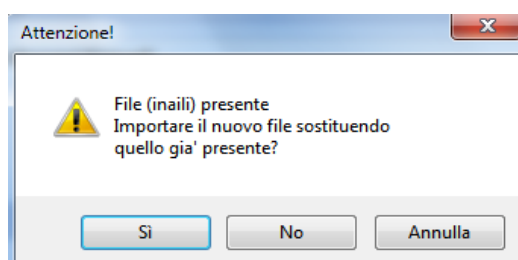 Attenzione!
File (inaili) presente
Importare il nuovo file sostituendo
quello gia' presente?
Sì
No
Annulla